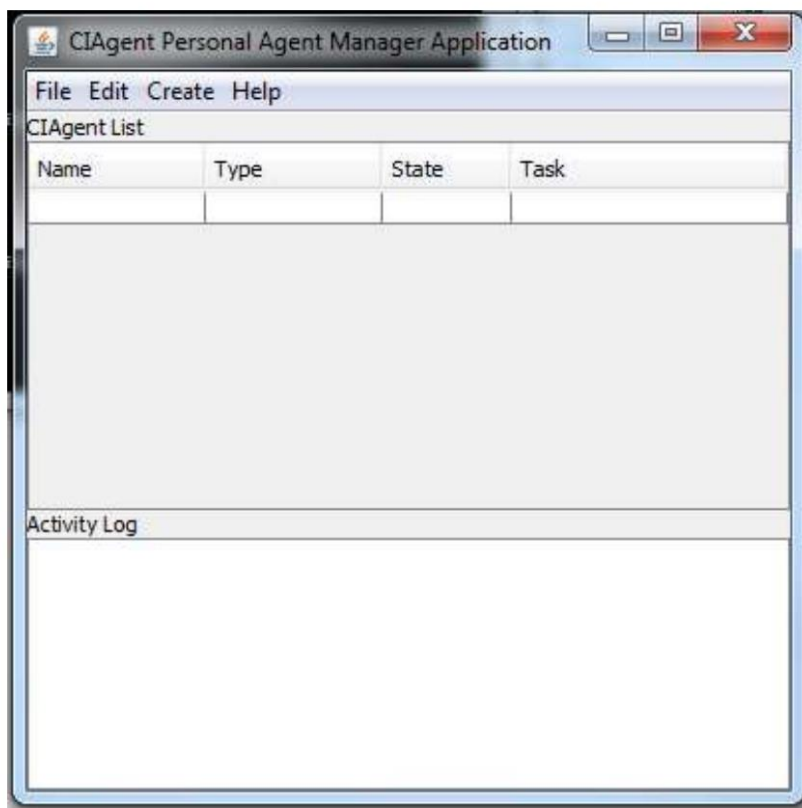 CIAgent Personal Agent Manager Application
File Edit Create Help
CIAgent List
Name Type State Task
Activity Log